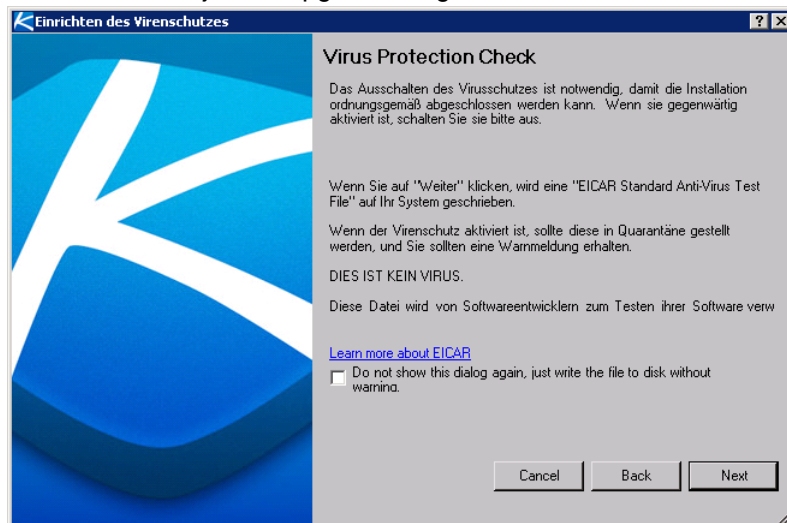 Einrichten des Virenschutzes
Virus Protection Check
Das Ausschalten des Virusschutzes ist notwendig, damit die Installation
ordnungsgemäß abgeschlossen werden kann. Wenn sie gegenwärtig
aktiviert ist, schalten Sie sie bitte aus.
Wenn Sie auf "Weiter" klicken, wird eine "EICAR Standard Anti-Virus Test
File" auf Ihr System geschrieben.
Wenn der Virenschutz aktiviert ist, sollte diese in Quarantäne gestellt
werden, und Sie sollten eine Warnmeldung erhalten.
DIES IST KEIN VIRUS.
Diese Datei wird von Softwareentwicklern zum Testen ihrer Software verw
Learn more about EICAR
Do not show this dialog again, just write the file to disk without
warning.
Cancel Back Next